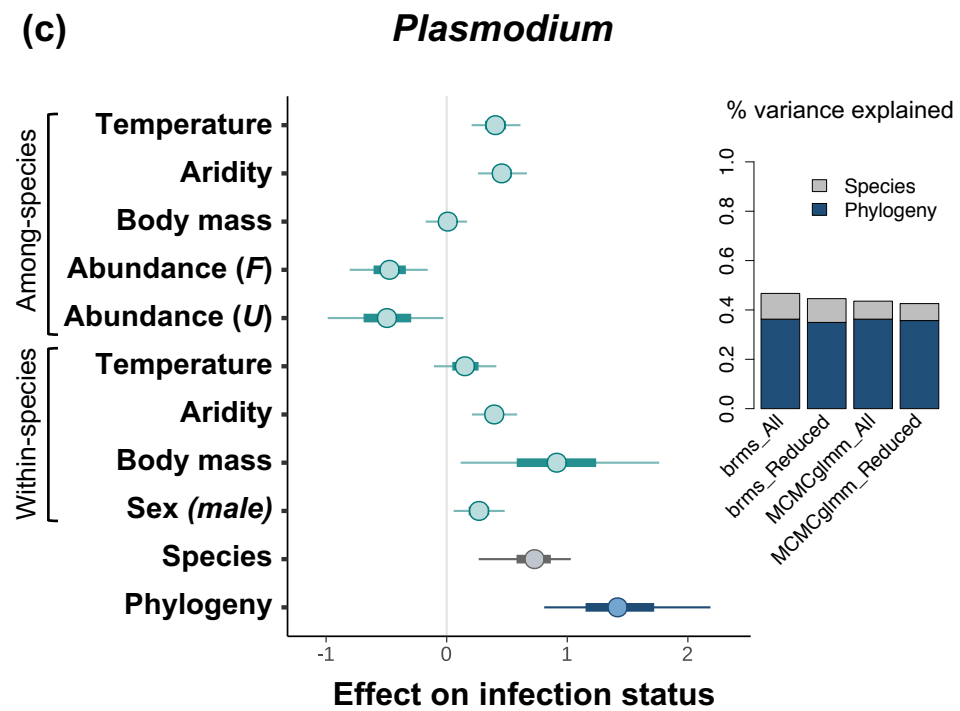 (c)
Plasmodium
Among-species
Within-species
Temperature
Aridity
Body mass
Abundance (F)
Abundance (U)
Temperature
Aridity
Body mass
Sex (male)
Species
Phylogeny
-1 0 1 2
Effect on infection status
% variance explained
1.0
0.8
0.6
0.4
0.2
0.0
Species
Phylogeny
brms_All
brms_Reduced
MCMCglmm_All
MCMCglmm_Reduced